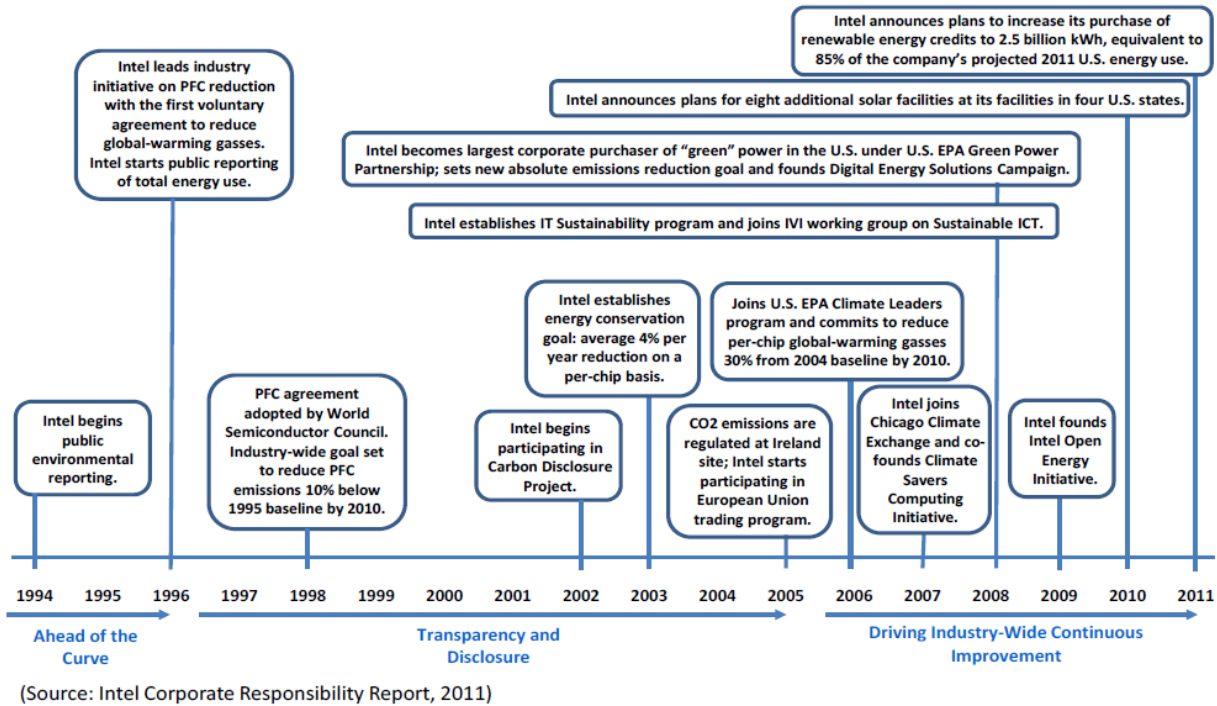 Intel announces plans to increase its purchase of
renewable energy credits to 2.5 billion kWh, equivalent to
85% of the company’s projected 2011 U.S. energy use.
Intel leads industry
initiative on PFC reduction
with the first voluntary
agreement to reduce
global-warming gasses.
Intel starts public reporting
of total energy use.
Intel announces plans for eight additional solar facilities at its facilities in four U.S. states.
Intel becomes largest corporate purchaser of “green” power in the U.S. under U.S. EPA Green Power
Partnership; sets new absolute emissions reduction goal and founds Digital Energy Solutions Campaign.
Intel establishes IT Sustainability program and joins IVI working group on Sustainable ICT.
Intel establishes
energy conservation
goal: average 4% per
year reduction on a
per-chip basis.
Joins U.S. EPA Climate Leaders
program and commits to reduce
per-chip global-warming gasses
30% from 2004 baseline by 2010.
Intel begins
public
environmental
reporting.
PFC agreement
adopted by World
Semiconductor Council.
Industry-wide goal set
to reduce PFC
emissions 10% below
1995 baseline by 2010.
Intel begins
participating in
Carbon Disclosure
Project.
CO2 emissions are
regulated at Ireland
site; Intel starts
participating in
European Union
trading program.
Intel joins
Chicago Climate
Exchange and co-
founds Climate
Savers
Computing
Initiative.
Intel founds
Intel Open
Energy
Initiative.
1994 1995 1996 1997 1998 1999 2000 2001 2002 2003 2004 2005 2006 2007 2008 2009 2010 2011
Ahead of the
Curve
Transparency and
Disclosure
Driving Industry-Wide Continuous
Improvement
(Source: Intel Corporate Responsibility Report, 2011)